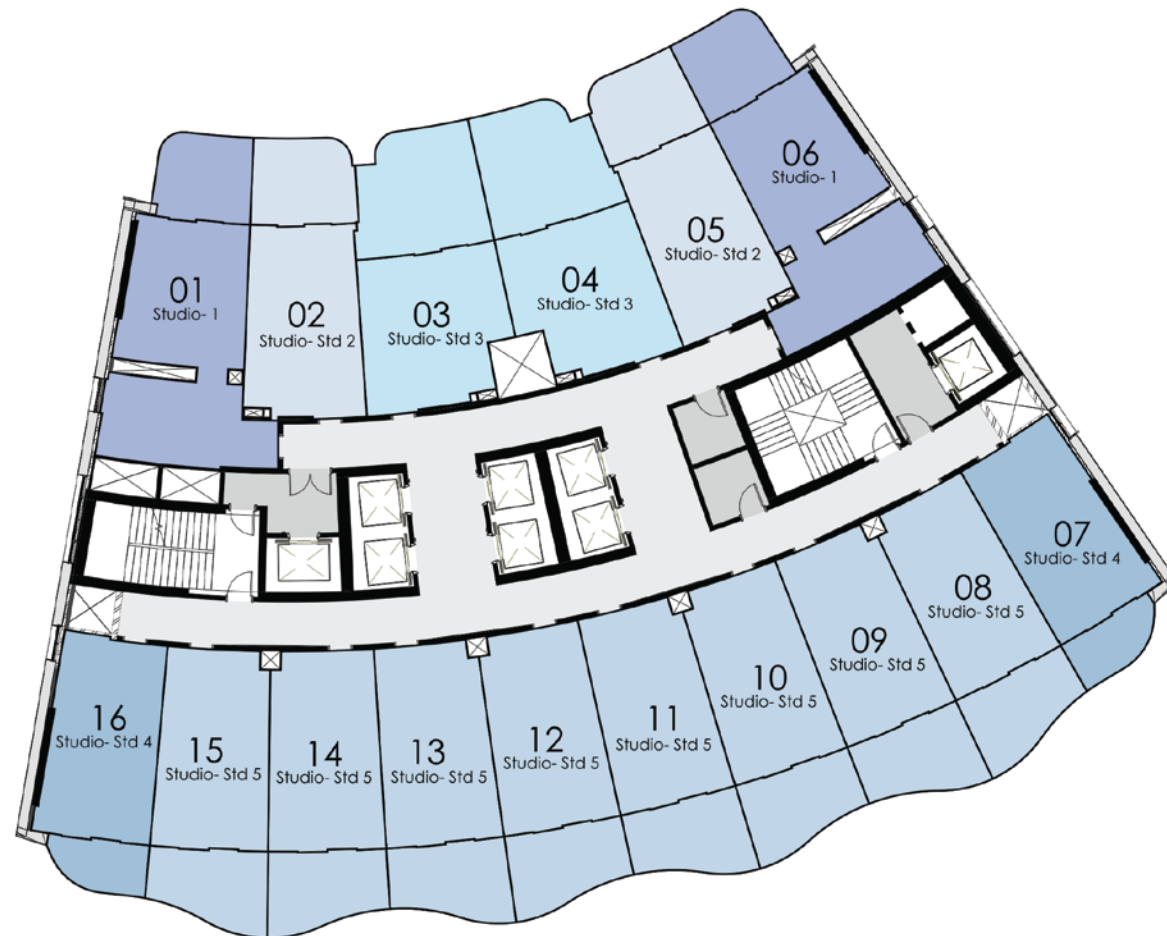 01
Studio- 1
02
Studio- Std 2
03
Studio- Std 3
04
Studio- Std 3
05
Studio- Std 2
06
Studio- 1
07
Studio- Std 4
08
Studio- Std 5
09
Studio- Std 5
10
Studio- Std 5
11
Studio- Std 5
12
Studio- Std 5
13
Studio- Std 5
14
Studio- Std 5
15
Studio- Std 5
16
Studio- Std 4